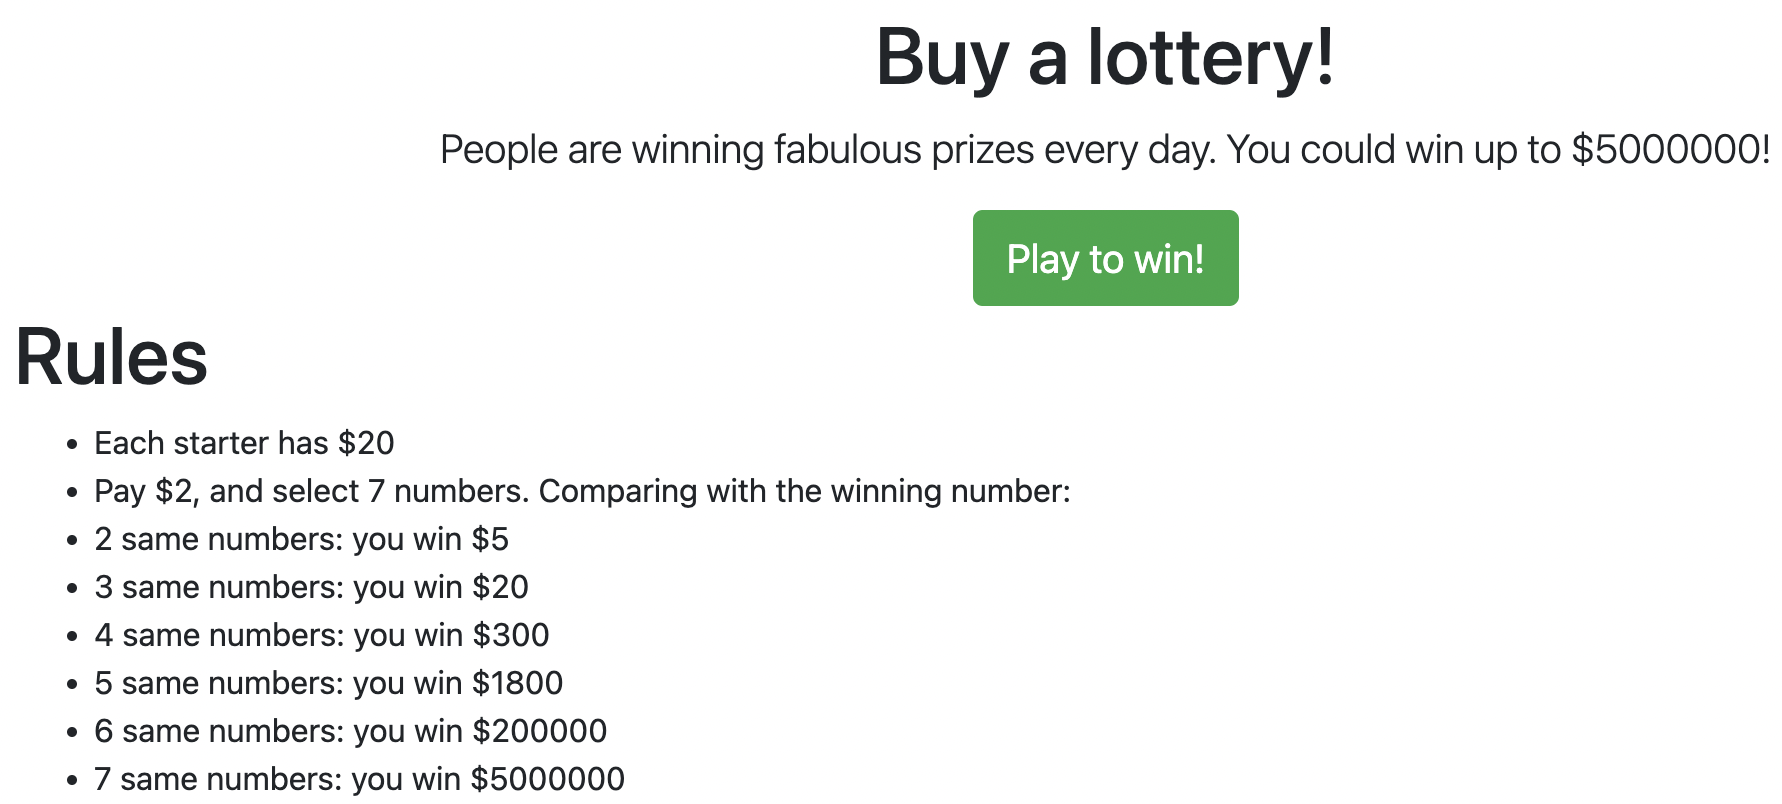 Buy a lottery!
People are winning fabulous prizes every day. You could win up to $5000000!
Play to win!
Rules
• Each starter has $20
• Pay $2, and select 7 numbers. Comparing with the winning number:
• 2 same numbers: you win $5
• 3 same numbers: you win $20
• 4 same numbers: you win $300
• 5 same numbers: you win $1800
• 6 same numbers: you win $200000
• 7 same numbers: you win $5000000